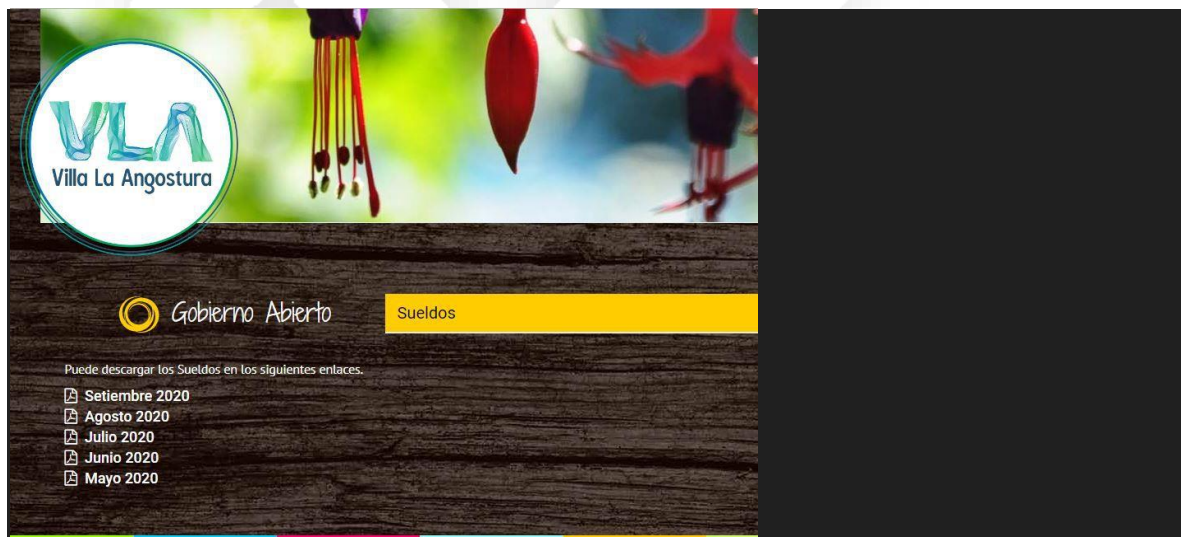 VLA
Villa La Angostura
Gobierno Abierto
Sueldos
Puede descargar los Sueldos en los siguientes enlaces.
Setiembre 2020
Agosto 2020
Julio 2020
Junio 2020
Mayo 2020